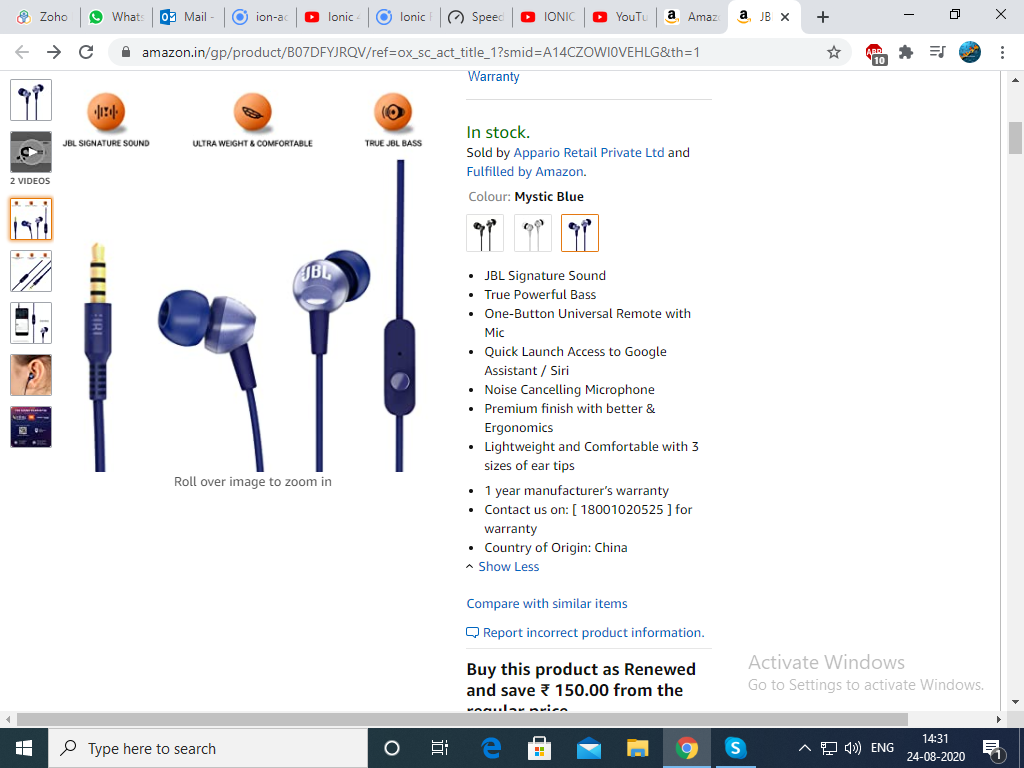 Zoho
Whats
Mail -
ion-ac
Ionic 4
Ionic I
Speed
IONIC
YouTu
Amaz
JB
amazon.in/gp/product/B07DFYJRQV/ref=ox_sc_act_title_1?smid=A14CZOWI0VEHLG&th=1
ABP
10
Warranty
JBL SIGNATURE SOUND
ULTRA WEIGHT & COMFORTABLE
TRUE JBL BASS
2 VIDEOS
JBL
Roll over image to zoom in
In stock.
Sold by Appario Retail Private Ltd and
Fulfilled by Amazon.
Colour: Mystic Blue
JBL Signature Sound
True Powerful Bass
One-Button Universal Remote with
Mic
Quick Launch Access to Google
Assistant / Siri
Noise Cancelling Microphone
Premium finish with better &
Ergonomics
Lightweight and Comfortable with 3
sizes of ear tips
1 year manufacturer's warranty
Contact us on: [ 18001020525 ] for
warranty
Country of Origin: China
Show Less
Compare with similar items
Report incorrect product information.
Buy this product as Renewed
and save ₹ 150.00 from the
regular price
Activate Windows
Go to Settings to activate Windows.
Type here to search
ENG
14:31
24-08-2020
1